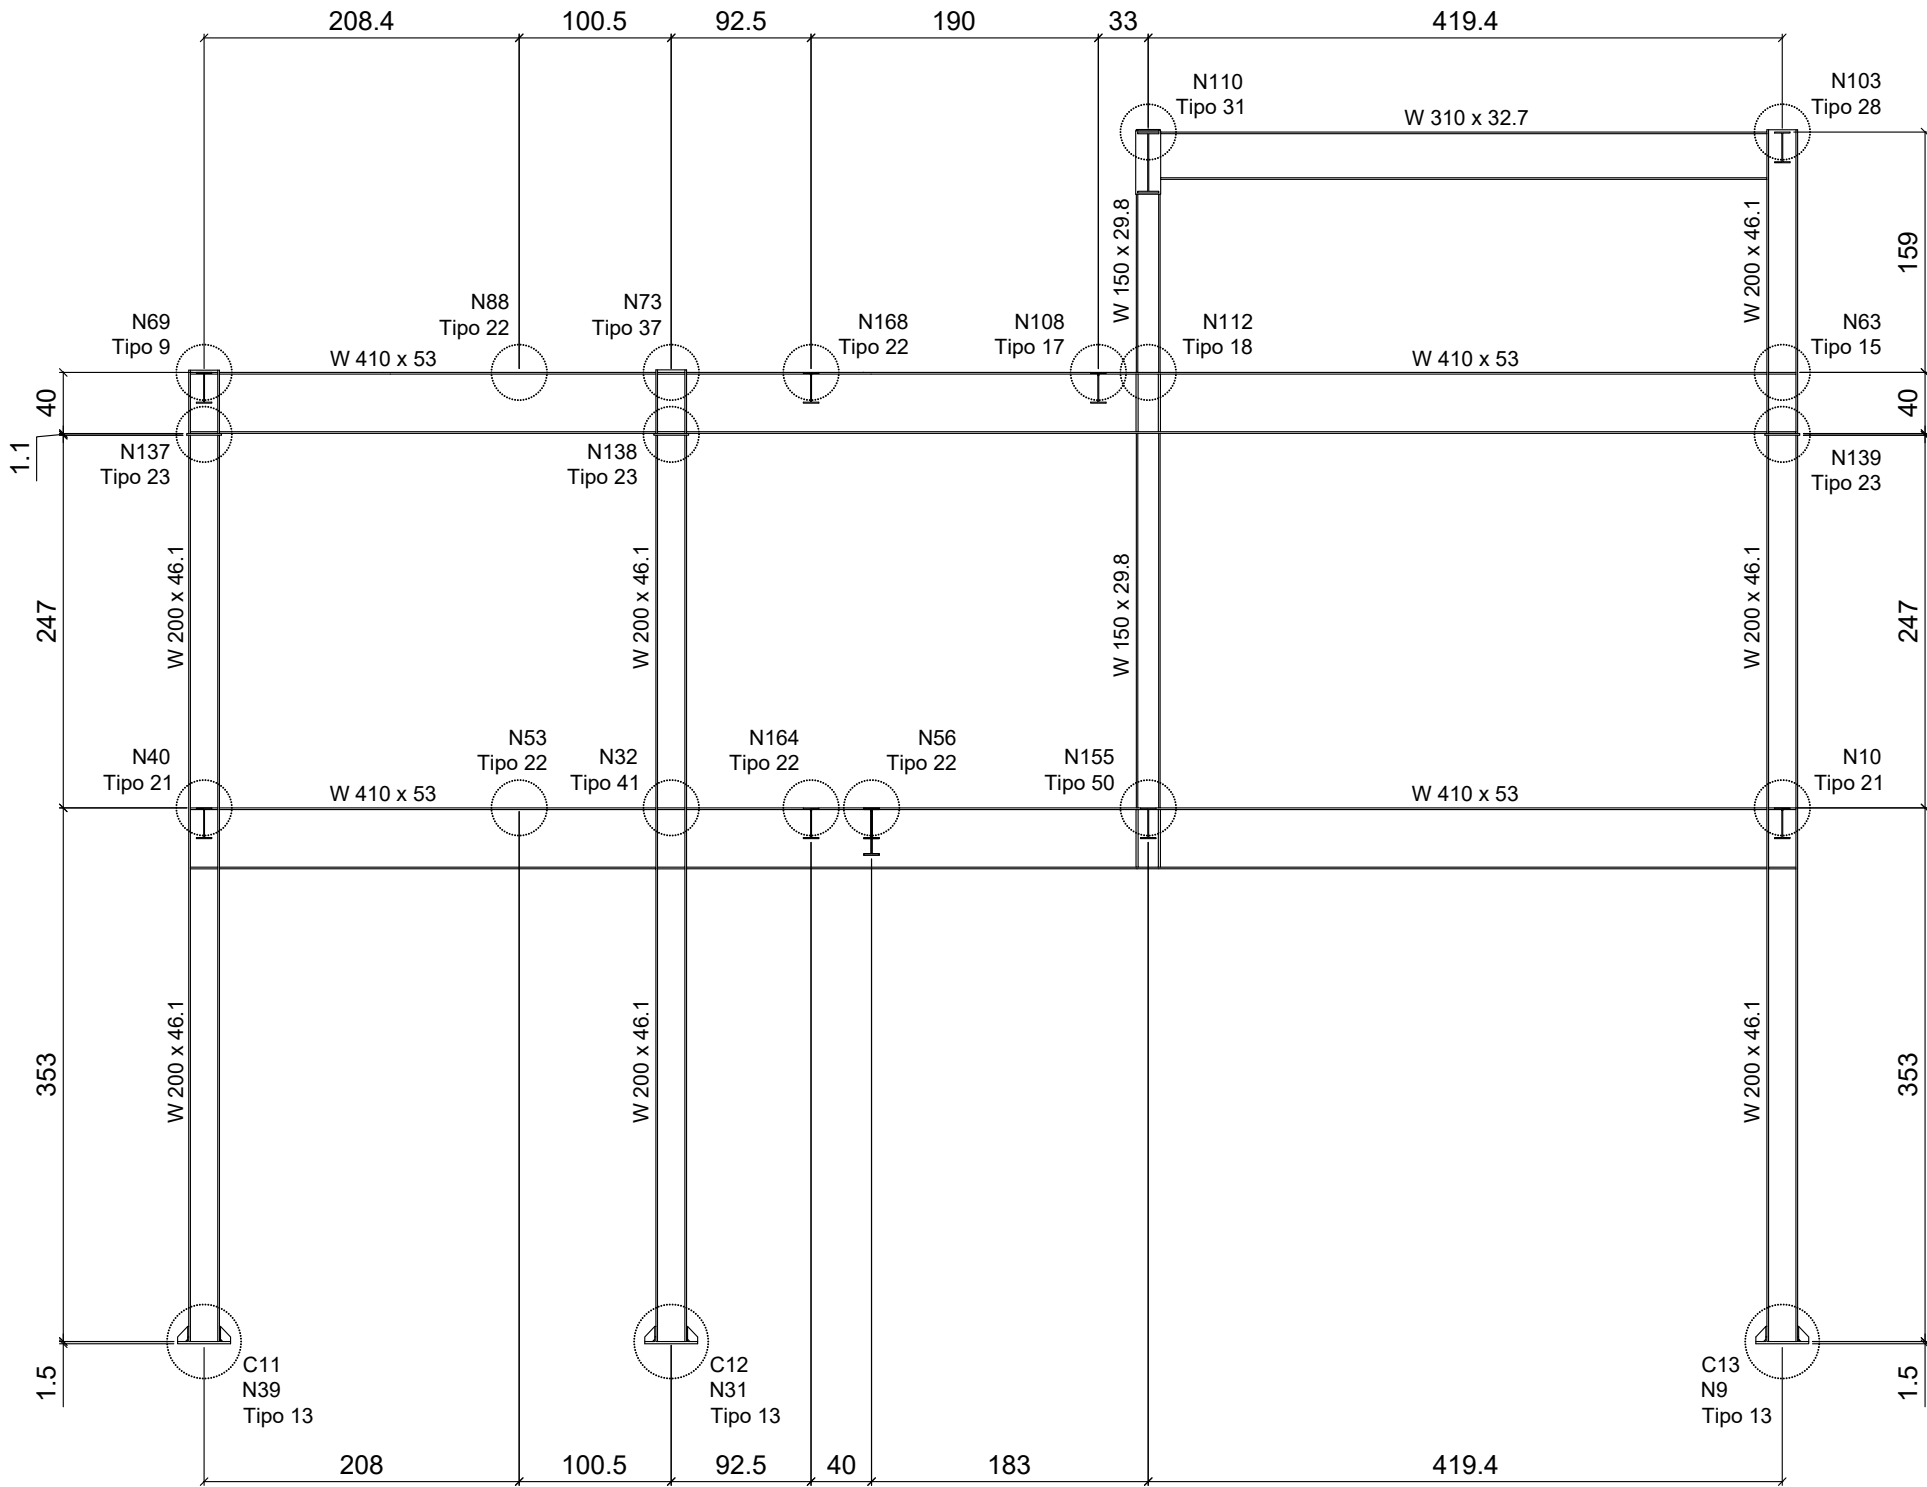 208.4
100.5
92.5
190
33
419.4
N110
Tipo 31
W 310 x 32.7
N103
Tipo 28
W 150 x 29.8
W 200 x 46.1
159
N69
Tipo 9
N88
Tipo 22
N73
Tipo 37
N168
Tipo 22
N108
Tipo 17
N112
Tipo 18
N63
Tipo 15
W 410 x 53
W 410 x 53
40
40
1.1
N137
Tipo 23
N138
Tipo 23
N139
Tipo 23
247
W 200 x 46.1
W 200 x 46.1
W 150 x 29.8
W 200 x 46.1
247
N40
Tipo 21
N53
Tipo 22
N32
Tipo 41
N164
Tipo 22
N56
Tipo 22
N155
Tipo 50
N10
Tipo 21
W 410 x 53
W 410 x 53
353
W 200 x 46.1
W 200 x 46.1
W 200 x 46.1
353
1.5
C11
N39
Tipo 13
C12
N31
Tipo 13
C13
N9
Tipo 13
1.5
208
100.5
92.5
40
183
419.4